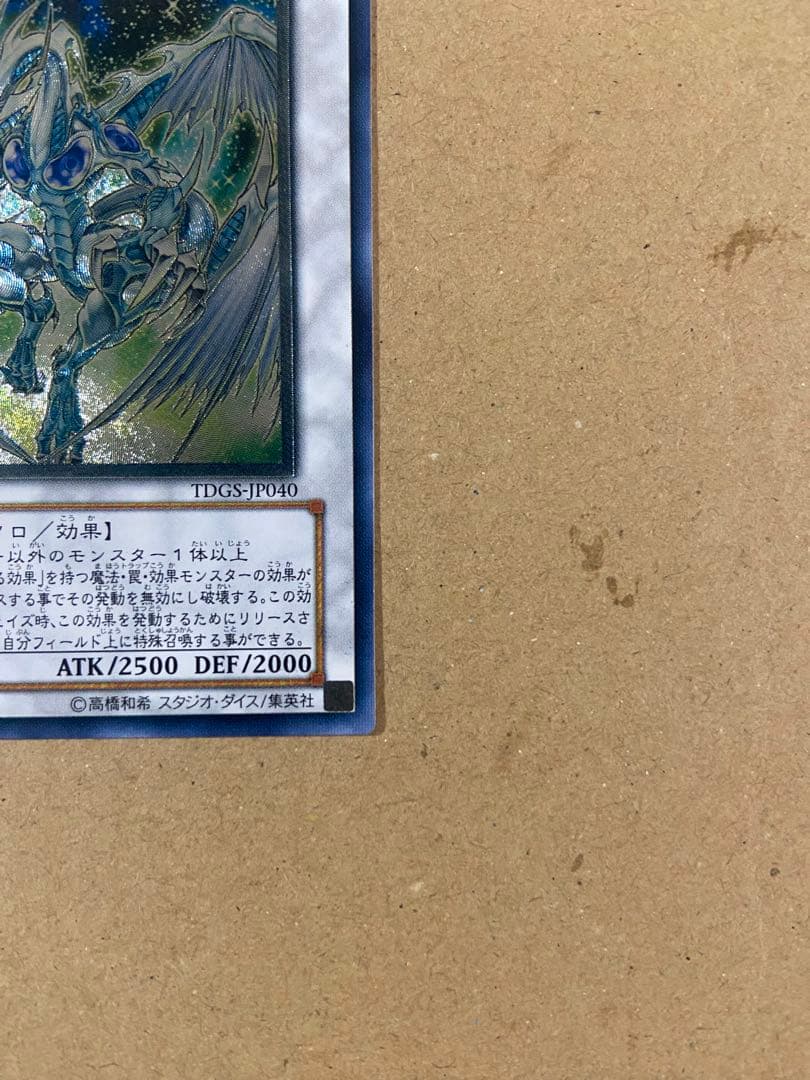 TDGS-JP040
ロ/効果】
以外のモンスター1体以上
る効果」を持つ魔法・罠・効果モンスターの効果が
スする事でその発動を無効にし破壊する。この効
ェイズ時、この効果を発動するためにリリースさ
自分フィールド上に特殊召喚する事ができる。
ATK/2500 DEF/2000
©高橋和希 スタジオ・ダイス/集英社